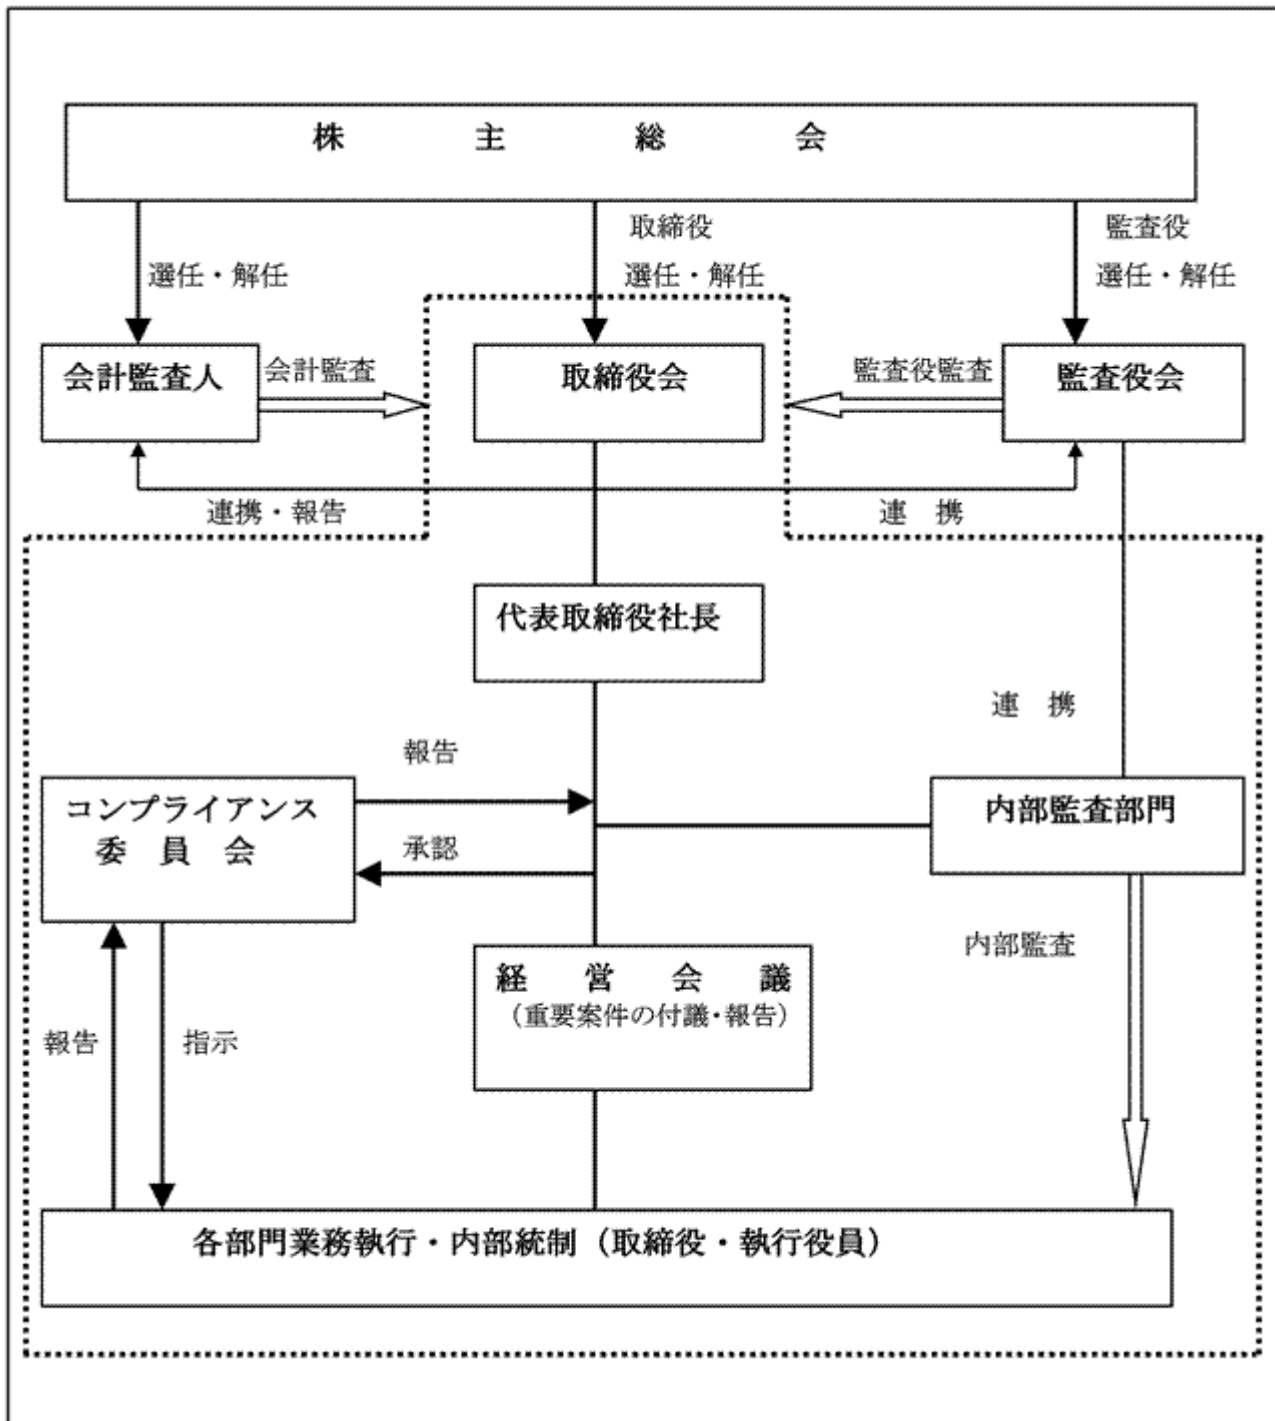 株主総会
取締役
監査役
選任・解任
選任・解任
選任・解任
会計監査人
会計監査
取締役会
監査役監査
監査役会
連携・報告
連 携
代表取締役社長
連 携
報告
コンプライアンス
委員会
承認
内部監査部門
内部監査
経営会議
（重要案件の付議・報告）
報告
指示
各部門業務執行・内部統制（取締役・執行役員）